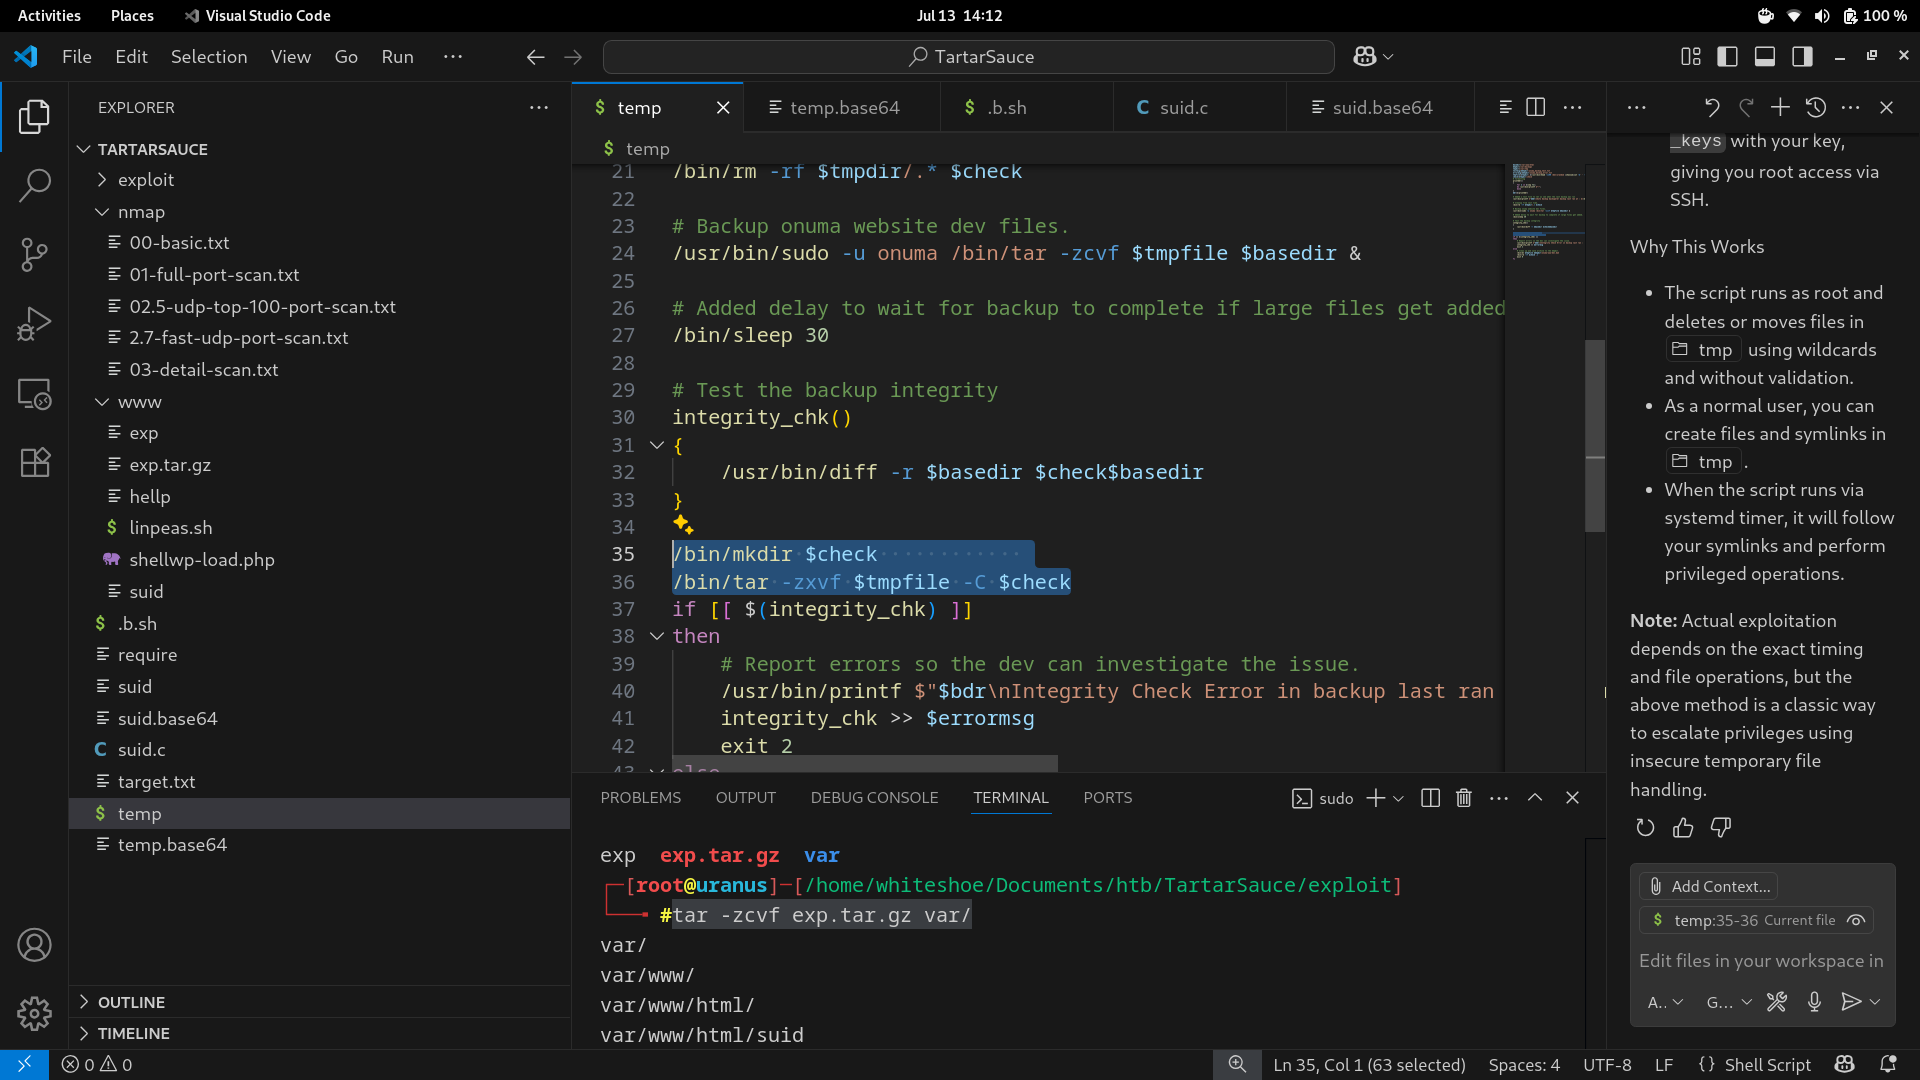 Activities Places Visual Studio Code Jul 13 14:12 100 %
File Edit Selection View Go Run ··· TartarSauce
EXPLORER
TARTARSAUCE
exploit
nmap
00-basic.txt
01-full-port-scan.txt
02.5-udp-top-100-port-scan.txt
2.7-fast-udp-port-scan.txt
03-detail-scan.txt
www
exp
exp.tar.gz
hellp
$ linpeas.sh
shellwp-load.php
suid
$ .b.sh
require
suid
suid.base64
C suid.c
target.txt
$ temp
temp.base64
OUTLINE
TIMELINE
$ temp temp.base64 $ .b.sh C suid.c suid.base64
$ temp
21 /bin/rm -rf $tmpdir/.* $check
22
23 # Backup onuma website dev files.
24 /usr/bin/sudo -u onuma /bin/tar -zcvf $tmpfile $basedir &
25
26 # Added delay to wait for backup to complete if large files get added
27 /bin/sleep 30
28
29 # Test the backup integrity
30 integrity_chk()
31 {
32 /usr/bin/diff -r $basedir $check$basedir
33 }
34
35 /bin/mkdir $check
36 /bin/tar -zxvf $tmpfile -C $check
37 if [[ $(integrity_chk) ]]
38 then
39 # Report errors so the dev can investigate the issue.
40 /usr/bin/printf $"$bdr\nIntegrity Check Error in backup last ran
41 integrity_chk >> $errormsg
42 exit 2
43 else
PROBLEMS OUTPUT DEBUG CONSOLE TERMINAL PORTS sudo
exp exp.tar.gz var
┌─[root@uranus]─[/home/whiteshoe/Documents/htb/TartarSauce/exploit]
└──╼ #tar -zcvf exp.tar.gz var/
var/
var/www/
var/www/html/
var/www/html/suid
_keys with your key,
giving you root access via
SSH.
Why This Works
• The script runs as root and
deletes or moves files in
tmp using wildcards
and without validation.
• As a normal user, you can
create files and symlinks in
tmp .
• When the script runs via
systemd timer, it will follow
your symlinks and perform
privileged operations.
Note: Actual exploitation
depends on the exact timing
and file operations, but the
above method is a classic way
to escalate privileges using
insecure temporary file
handling.
Add Context...
$ temp:35-36 Current file
Edit files in your workspace in
A.. G...
0 0 Ln 35, Col 1 (63 selected) Spaces: 4 UTF-8 LF {} Shell Script